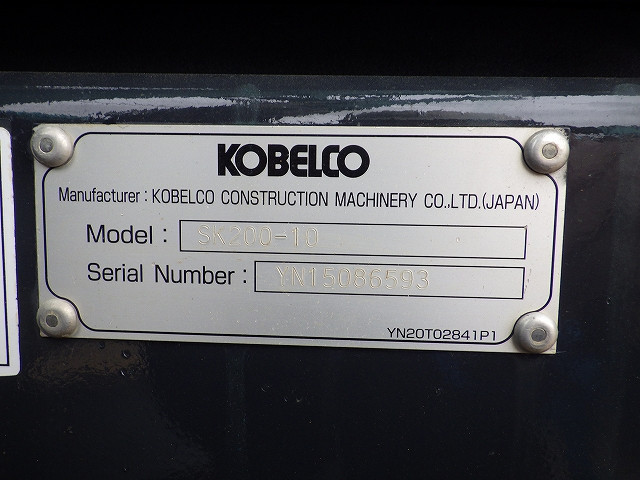 KOBELCO
Manufacturer : KOBELCO CONSTRUCTION MACHINERY CO.,LTD.(JAPAN)
Model : SK200-10
Serial Number : YN15086593
YN20T02841P1